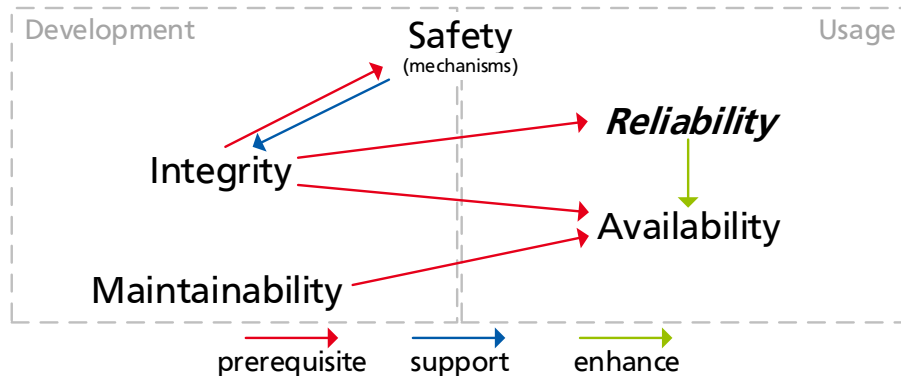 Development
Safety
Usage
(mechanisms)
Reliability
Integrity
Availability
Maintainability
prerequisite
support
enhance